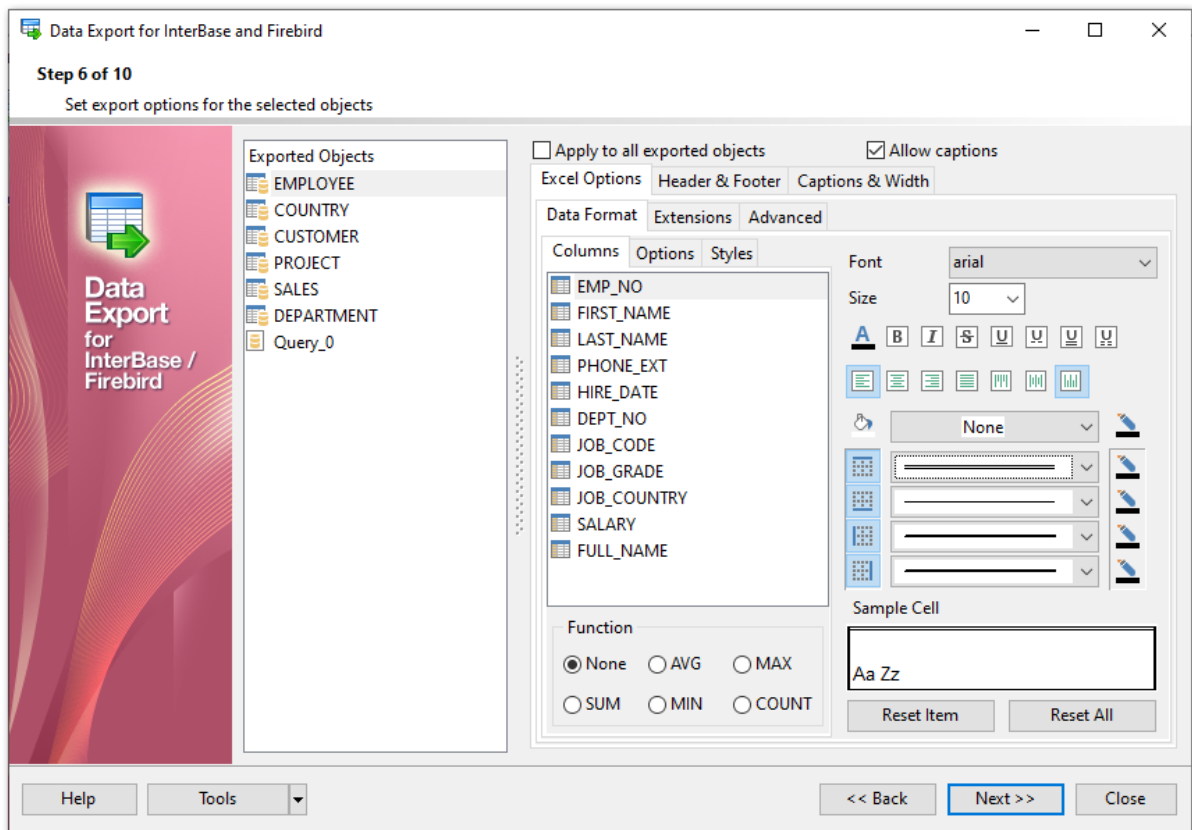 Data Export for InterBase and Firebird
Step 6 of 10
Set export options for the selected objects
Data
Export
for
InterBase /
Firebird
Exported Objects
EMPLOYEE
COUNTRY
CUSTOMER
PROJECT
SALES
DEPARTMENT
Query_0
Apply to all exported objects Allow captions
Excel Options Header & Footer Captions & Width
Data Format Extensions Advanced
Columns Options Styles
EMP_NO
FIRST_NAME
LAST_NAME
PHONE_EXT
HIRE_DATE
DEPT_NO
JOB_CODE
JOB_GRADE
JOB_COUNTRY
SALARY
FULL_NAME
Function
None AVG MAX
SUM MIN COUNT
Font arial
Size 10
A B I S U U U U
None
Sample Cell
Aa Zz
Reset Item Reset All
Help Tools << Back Next >> Close